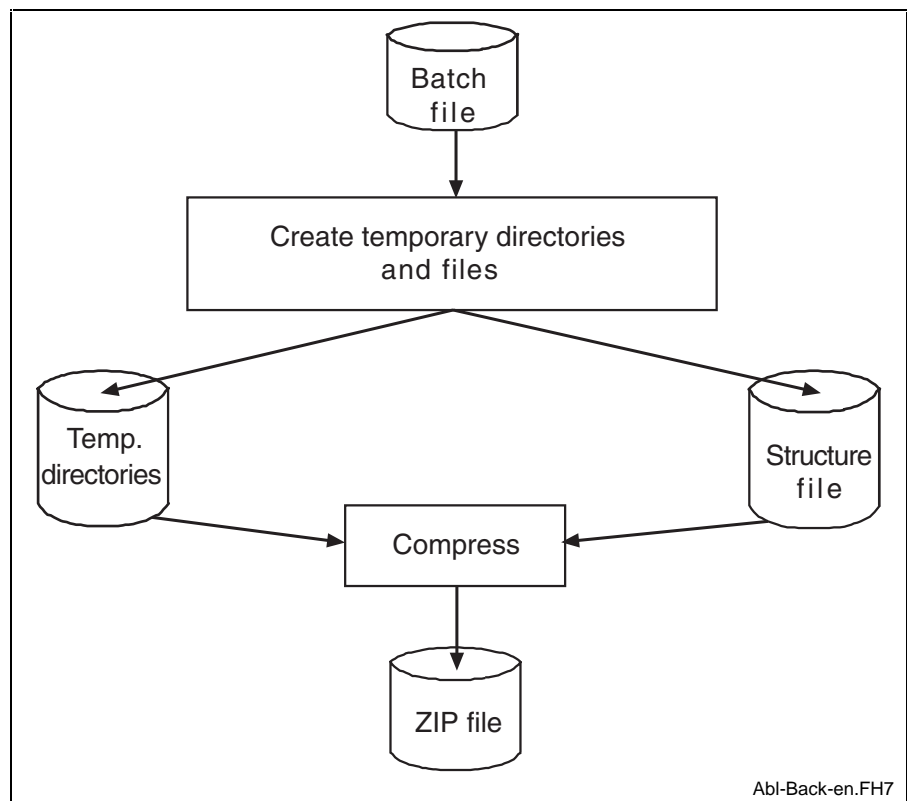 Batch
file
Create temporary directories
and files
Temp.
directories
Structure
file
Compress
ZIP file
Abl-Back-en.FH7